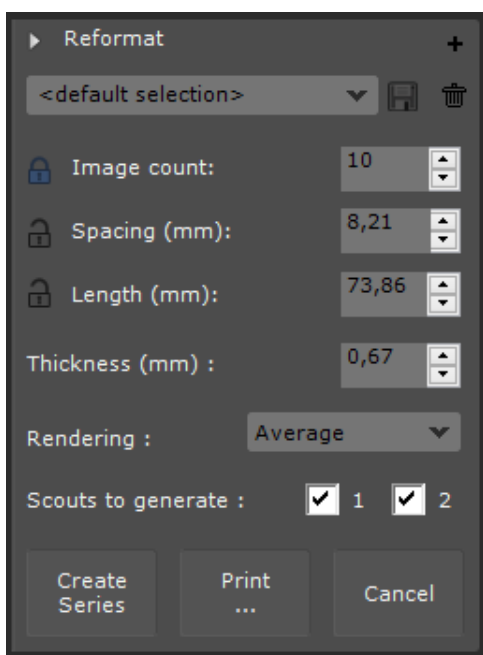 Reformat
<default selection>
Image count: 10
Spacing (mm): 8,21
Length (mm): 73,86
Thickness (mm) : 0,67
Rendering : Average
Scouts to generate : 1 2
Create
Series
Print
...
Cancel